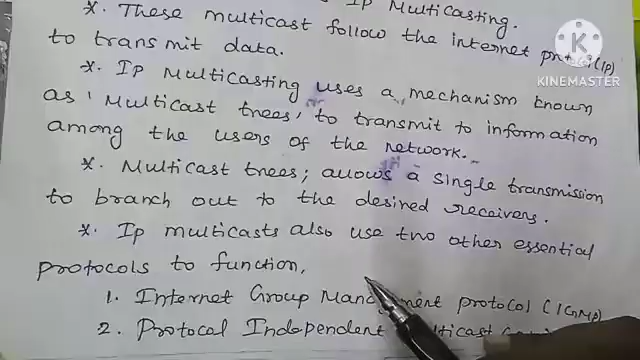 Ip Multicasting.
*. These multicast follow the internet protocol(Ip)
to transmit data.
*. Ip Multicasting uses a mechanism known
as 'Multicast trees' to transmit to information
among the users of the network.
*. Multicast trees; allows a single transmission
to branch out to the desired receivers.
*. Ip multicasts also use two other essential
protocols to function,
1. Internet Group Management protocol (IGMP)
2. Protocal Independent Multicast
KINEMASTER